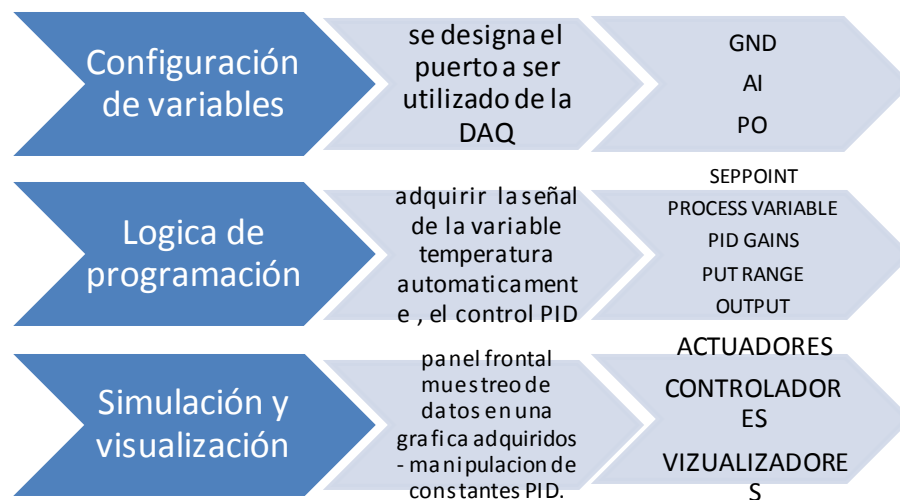 Configuración
de variables
se designa el
puerto a ser
utilizado de la
DAQ
GND
AI
PO
Logica de
programación
adquirir la señal
de la variable
temperatura
automaticament
e , el control PID
SEPPOINT
PROCESS VARIABLE
PID GAINS
PUT RANGE
OUTPUT
Simulación y
visualización
panel frontal
muestreo de
datos en una
grafica adquiridos
- manipulacion de
constantes PID.
ACTUADORES
CONTROLADOR
ES
VIZUALIZADORE
S